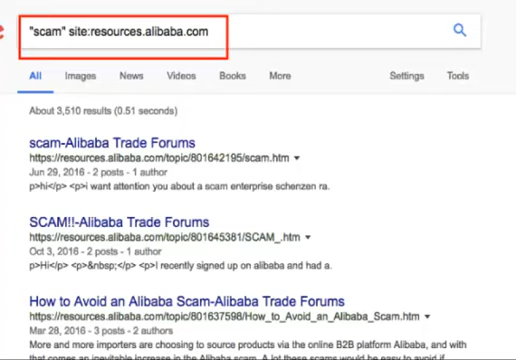 "scam" site:resources.alibaba.com
All Images News Videos Books More Settings Tools
About 3,510 results (0.51 seconds)
scam-Alibaba Trade Forums
https://resources.alibaba.com/topic/801642195/scam.htm
Jun 29, 2016 - 2 posts - 1 author
p>hi</p> <p>i want attention you about a scam enterprise schenzen ra.
SCAM!!-Alibaba Trade Forums
https://resources.alibaba.com/topic/801645381/SCAM_.htm
Oct 3, 2016 - 2 posts - 1 author
p>Hi</p> <p>&nbsp;</p> <p>I recently signed up on alibaba and had a.
How to Avoid an Alibaba Scam-Alibaba Trade Forums
https://resources.alibaba.com/topic/801637598/How_to_Avoid_an_Alibaba_Scam.htm
Mar 28, 2016 - 3 posts - 2 authors
More and more importers are choosing to source products via the online B2B platform Alibaba, and with
that comes an inevitable increase in the Alibaba scam. A lot these scams would be easy to avoid if